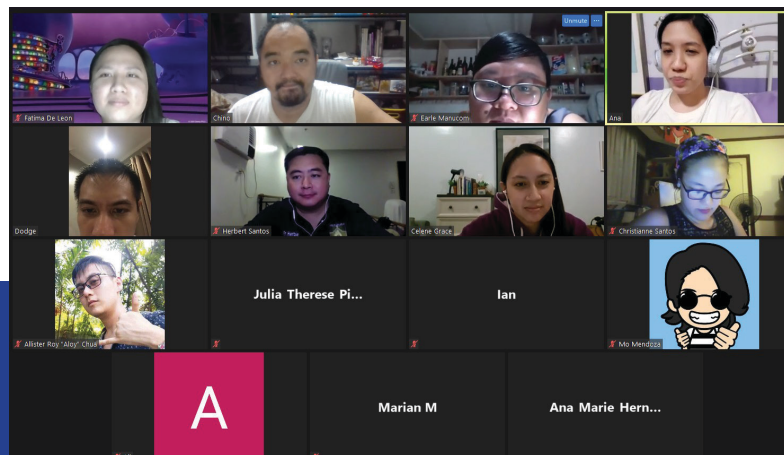 Unmute ...
Fatima De Leon
Chino
Earle Manucom
Ana
Dodge
Herbert Santos
Celene Grace
Christianne Santos
Allister Roy "Aloy" Chua
Julia Therese Pi...
Ian
Mo Mendoza
A
Marian M
Ana Marie Hern...